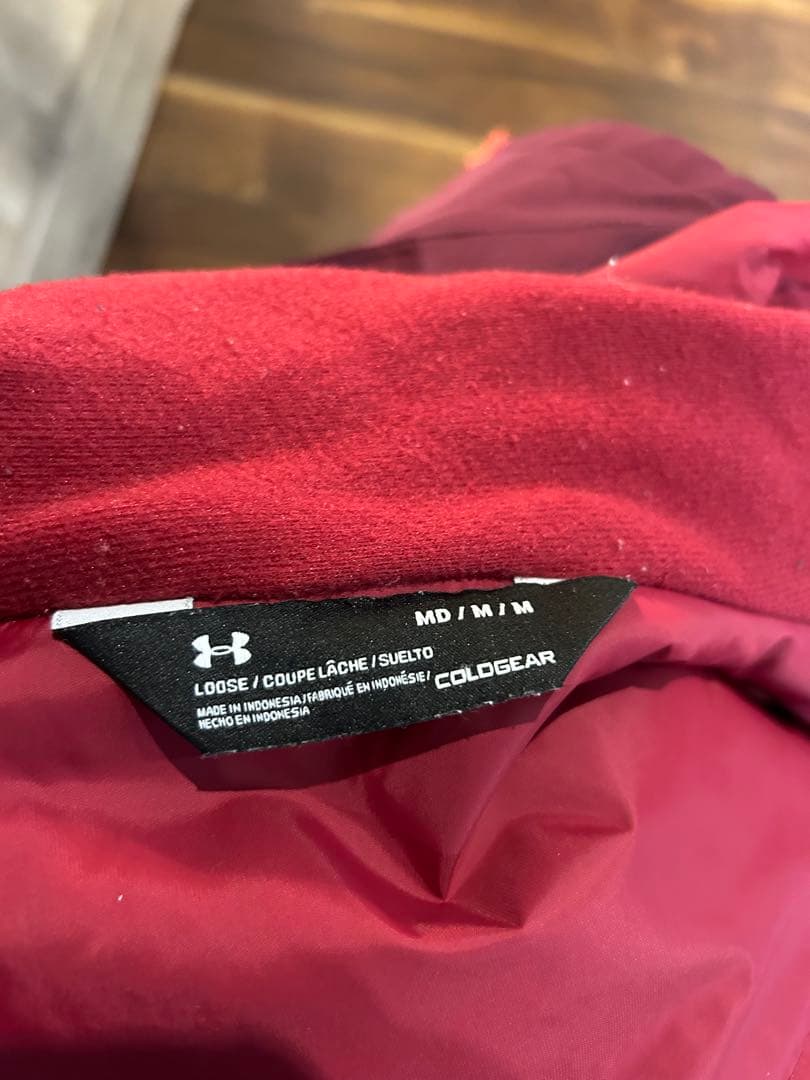 MD / M / M
LOOSE / COUPE LÂCHE / SUELTO
MADE IN INDONESIA / FABRIQUÉ EN INDONÉSIE /
HECHO EN INDONESIA
COLDGEAR